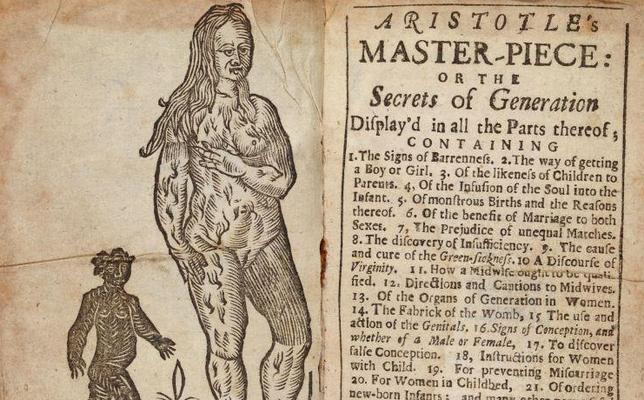 ARISTOTLE's
MASTER-PIECE:
OR THE
Secrets of Generation
Display'd in all the Parts thereof;
CONTAINING
1.The Signs of Barrenness. 2.The way of getting
a Boy or Girl. 3. Of the likeness of Children to
Parents. 4. Of the Infusion of the Soul into the
Infant. 5. Of monstrous Births and the Reasons
thereof. 6. Of the benefit of Marriage to both
Sexes. 7, The Prejudice of unequal Matches.
8. The discovery of Insufficiency. 9. The cause
and cure of the Green-sickness. 10 A Discourse of
Virginity. 11. How a Midwife ought to be quali-
fied. 12. Directions and Cautions to Midwives.
13. Of the Organs of Generation in Women.
14. The Fabrick of the Womb, 15 The use and
action of the Genitals. 16. Signs of Conception, and
whether of a Male or Female, 17. To discover
false Conception. 18, Instructions for Women
with Child. 19. For preventing Miscarriage
20. For Women in Childbed, 21. Of ordering
new-born Infants; and many other